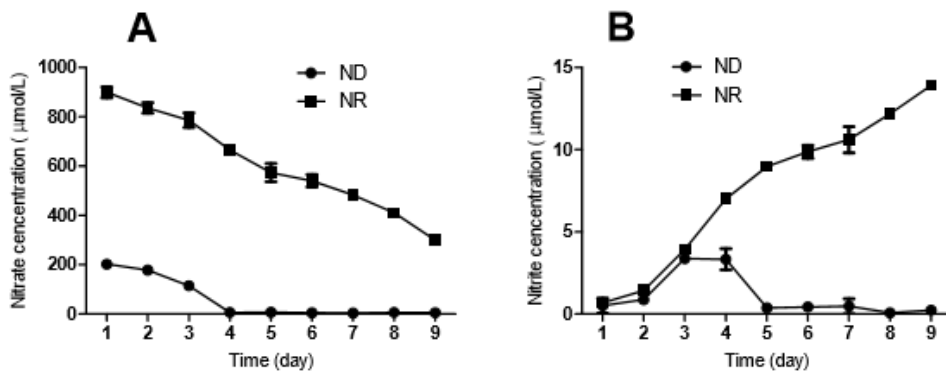 A
Nitrate cencentration ( μmol/L)
1000
800
600
400
200
0
ND
NR
1 2 3 4 5 6 7 8 9
Time (day)
B
Nitrite cencentration ( μmol/L)
15
10
5
0
ND
NR
1 2 3 4 5 6 7 8 9
Time (day)